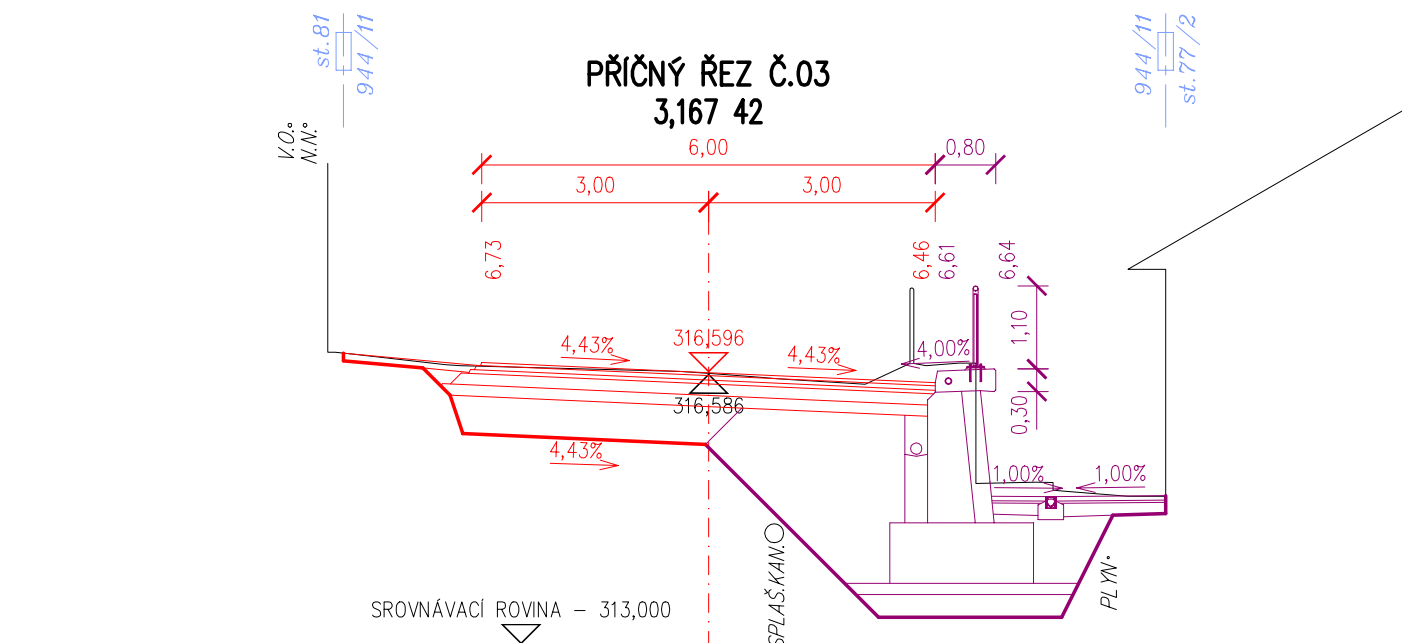 st.81
944/11
944/11
st.77/2
PŘÍČNÝ ŘEZ Č.03
3,167 42
V.O.
N.N.
6,00
0,80
3,00
3,00
6,73
6,46
6,61
6,64
1,10
0,30
4,43%
316,596
4,43%
4,00%
316,586
4,43%
1,00%
1,00%
SPLAŠ.KAN.
PLYN
SROVNÁVACÍ ROVINA – 313,000